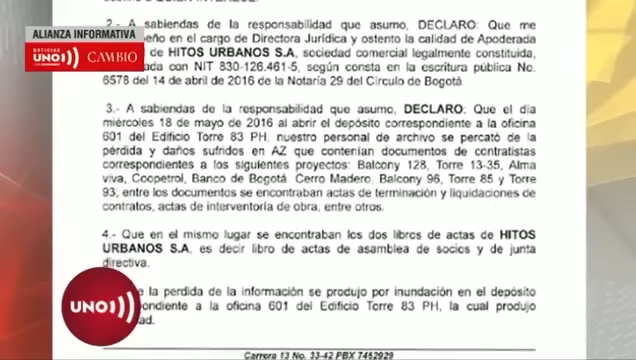 2.- A sabiendas de la responsabilidad que asumo, DECLARO: Que me
ALIANZA INFORMATIVA
ño en el cargo de Directora Jurídica y ostento la calidad de Apoderada
NOTICIAS
UNO
CAMBIO
de HITOS URBANOS S.A, sociedad comercial legalmente constituida,
ada con NIT 830-126.461-5, según consta en la escritura pública No.
6578 del 14 de abril de 2016 de la Notaría 29 del Círculo de Bogotá.
3.- A sabiendas de la responsabilidad que asumo, DECLARO: Que el día
miércoles 18 de mayo de 2016 al abrir el depósito correspondiente a la oficina
601 del Edificio Torre 83 PH, nuestro personal de archivo se percató de la
pérdida y daños sufridos en AZ que contenían documentos de contratistas
correspondientes a los siguientes proyectos: Balcony 128, Torre 13-35, Alma
viva, Coopetrol, Banco de Bogotá. Cerro Madero, Balcony 96, Torre 85 y Torre
93; entre los documentos se encontraban actas de terminación y liquidaciones de
contratos, actas de interventoría de obra, entre otros.
4.- Que en el mismo lugar se encontraban los dos libros de actas de HITOS
URBANOS S.A, es decir libro de actas de asamblea de socios y de junta
directiva.
e la perdida de la información se produjo por inundación en el depósito
UNO
pondiente a la oficina 601 del Edificio Torre 83 PH, la cual produjo
dad.
Carrera 13 No. 33-42 PBX 7462929